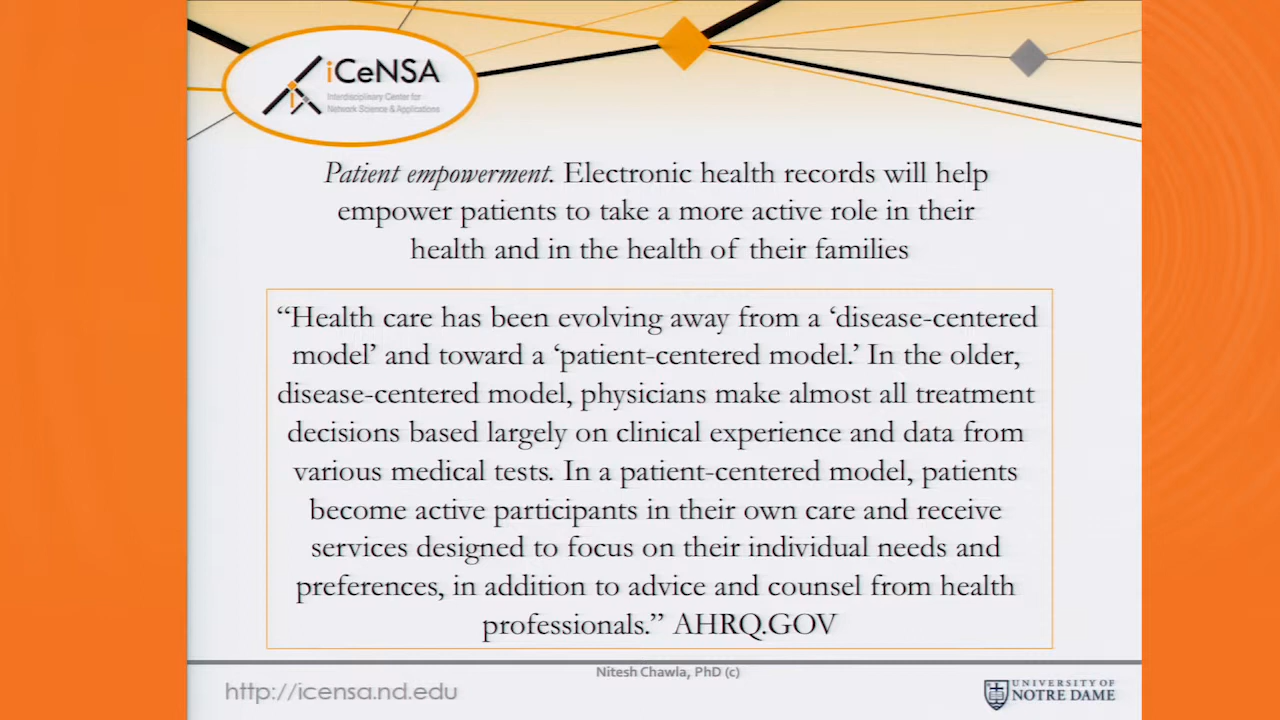 iCeNSA
Interdisciplinary Center for
Network Science & Applications
Patient empowerment. Electronic health records will help
empower patients to take a more active role in their
health and in the health of their families
“Health care has been evolving away from a ‘disease-centered
model’ and toward a ‘patient-centered model.’ In the older,
disease-centered model, physicians make almost all treatment
decisions based largely on clinical experience and data from
various medical tests. In a patient-centered model, patients
become active participants in their own care and receive
services designed to focus on their individual needs and
preferences, in addition to advice and counsel from health
professionals.” AHRQ.GOV
Nitesh Chawla, PhD (c)
http://icensa.nd.edu
UNIVERSITY OF
NOTRE DAME